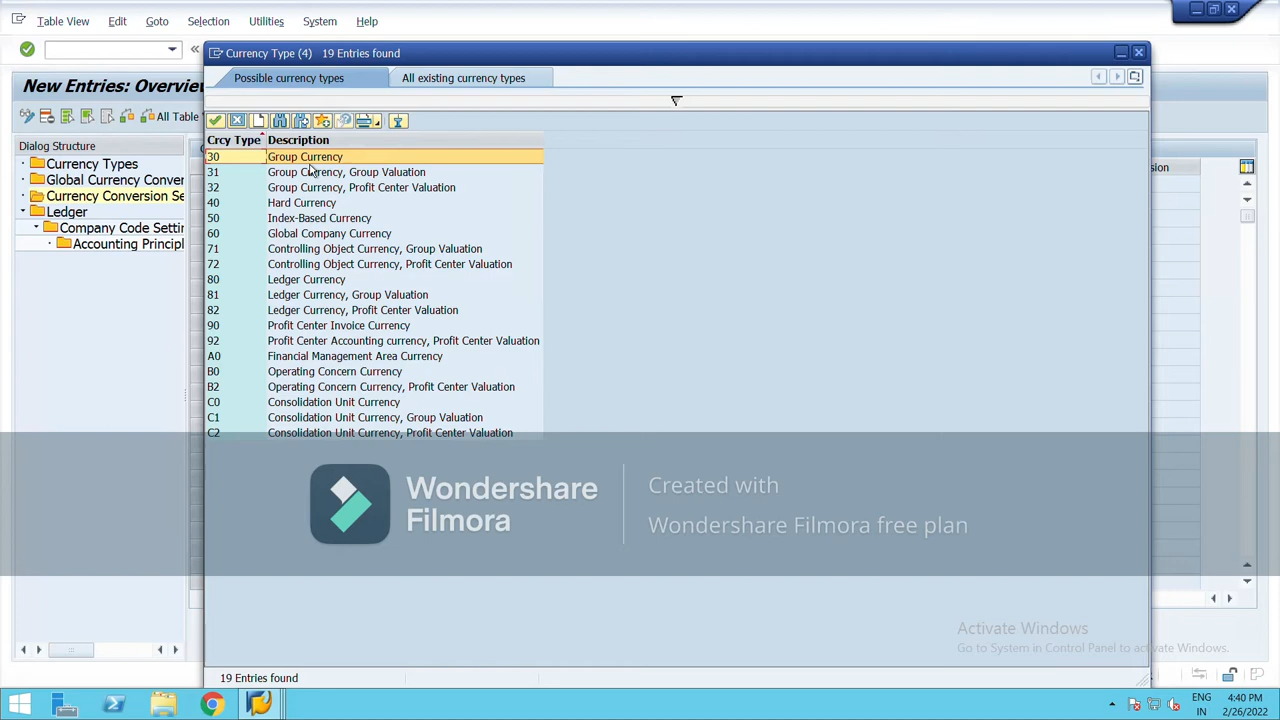 Table View Edit Goto Selection Utilities System Help
Currency Type (4) 19 Entries found
Possible currency types All existing currency types
New Entries: Overview
All Table
Dialog Structure
Currency Types
Global Currency Conver
Currency Conversion Se
Ledger
Company Code Setti
Accounting Principl
Crcy Type Description
30 Group Currency
31 Group Currency, Group Valuation
32 Group Currency, Profit Center Valuation
40 Hard Currency
50 Index-Based Currency
60 Global Company Currency
71 Controlling Object Currency, Group Valuation
72 Controlling Object Currency, Profit Center Valuation
80 Ledger Currency
81 Ledger Currency, Group Valuation
82 Ledger Currency, Profit Center Valuation
90 Profit Center Invoice Currency
92 Profit Center Accounting currency, Profit Center Valuation
A0 Financial Management Area Currency
B0 Operating Concern Currency
B2 Operating Concern Currency, Profit Center Valuation
C0 Consolidation Unit Currency
C1 Consolidation Unit Currency, Group Valuation
C2 Consolidation Unit Currency, Profit Center Valuation
sion
Wondershare
Filmora
Created with
Wondershare Filmora free plan
Activate Windows
Go to System in Control Panel to activate Windows.
19 Entries found
ENG
IN
4:40 PM
2/26/2022